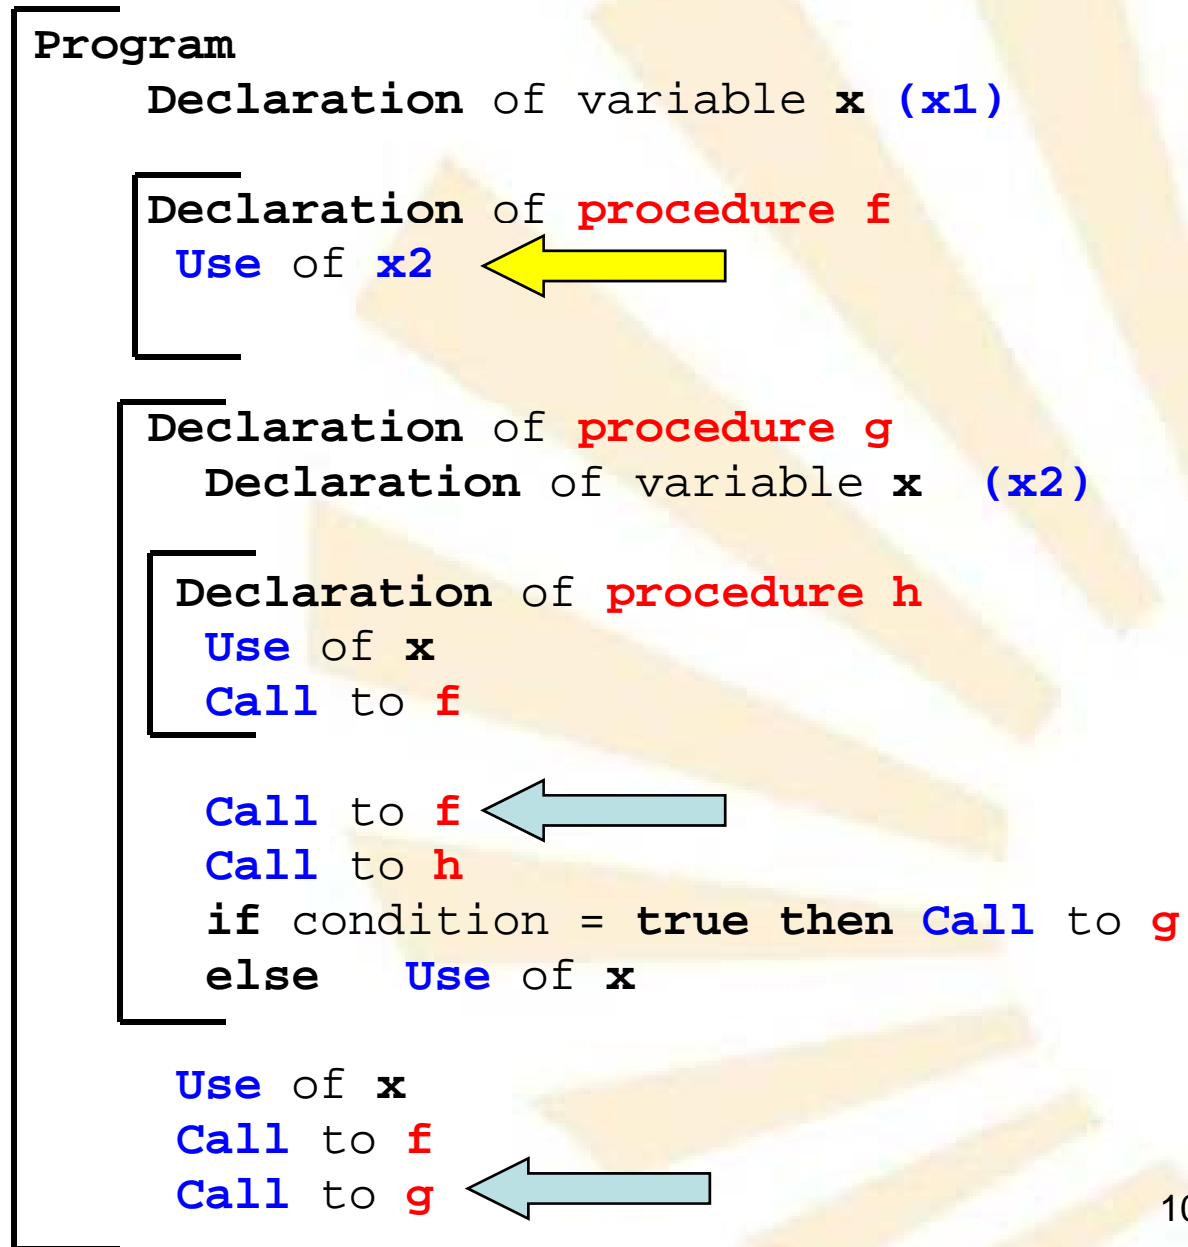 Program
Declaration of variable x (x1)
Declaration of procedure f
Use of x2
Declaration of procedure g
Declaration of variable x (x2)
Declaration of procedure h
Use of x
Call to f
Call to f
Call to h
if condition = true then Call to g
else Use of x
Use of x
Call to f
Call to g